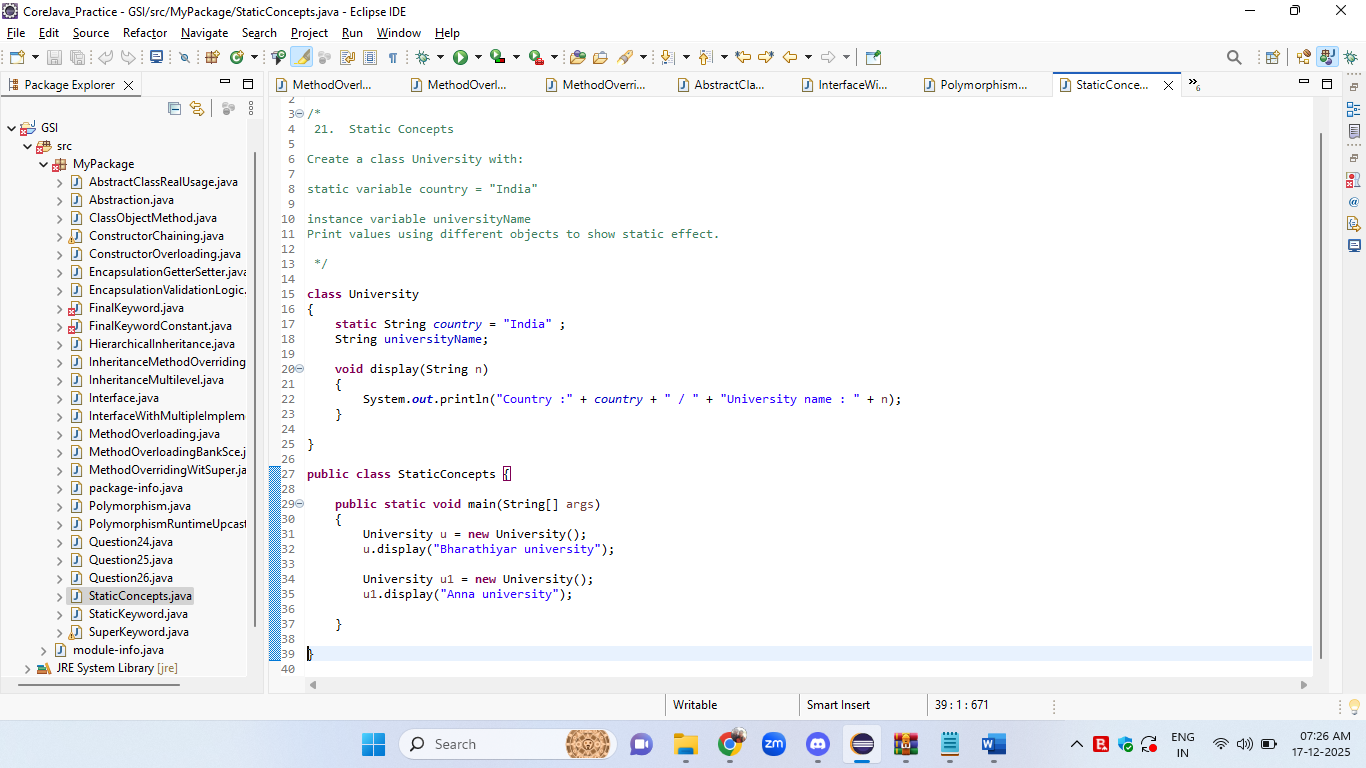 CoreJava_Practice - GSI/src/MyPackage/StaticConcepts.java - Eclipse IDE
File Edit Source Refactor Navigate Search Project Run Window Help
Package Explorer
MethodOverl... MethodOverl... MethodOverri... AbstractCla... InterfaceWi... Polymorphism... StaticConce... »6
GSI
src
MyPackage
AbstractClassRealUsage.java
Abstraction.java
ClassObjectMethod.java
ConstructorChaining.java
ConstructorOverloading.java
EncapsulationGetterSetter.java
EncapsulationValidationLogic.
FinalKeyword.java
FinalKeywordConstant.java
HierarchicalInheritance.java
InheritanceMethodOverriding
InheritanceMultilevel.java
Interface.java
InterfaceWithMultipleImplem
MethodOverloading.java
MethodOverloadingBankSce.j
MethodOverridingWitSuper.ja
package-info.java
Polymorphism.java
PolymorphismRuntimeUpcast
Question24.java
Question25.java
Question26.java
StaticConcepts.java
StaticKeyword.java
SuperKeyword.java
module-info.java
JRE System Library [jre]
2
3 /*
4 21. Static Concepts
5
6 Create a class University with:
7
8 static variable country = "India"
9
10 instance variable universityName
11 Print values using different objects to show static effect.
12
13 */
14
15 class University
16 {
17 static String country = "India" ;
18 String universityName;
19
20 void display(String n)
21 {
22 System.out.println("Country :" + country + " / " + "University name : " + n);
23 }
24
25 }
26
27 public class StaticConcepts {
28
29 public static void main(String[] args)
30 {
31 University u = new University();
32 u.display("Bharathiyar university");
33
34 University u1 = new University();
35 u1.display("Anna university");
36
37 }
38
39 }
40
Writable Smart Insert 39 : 1 : 671
Search
zm
ENG
IN
07:26 AM
17-12-2025